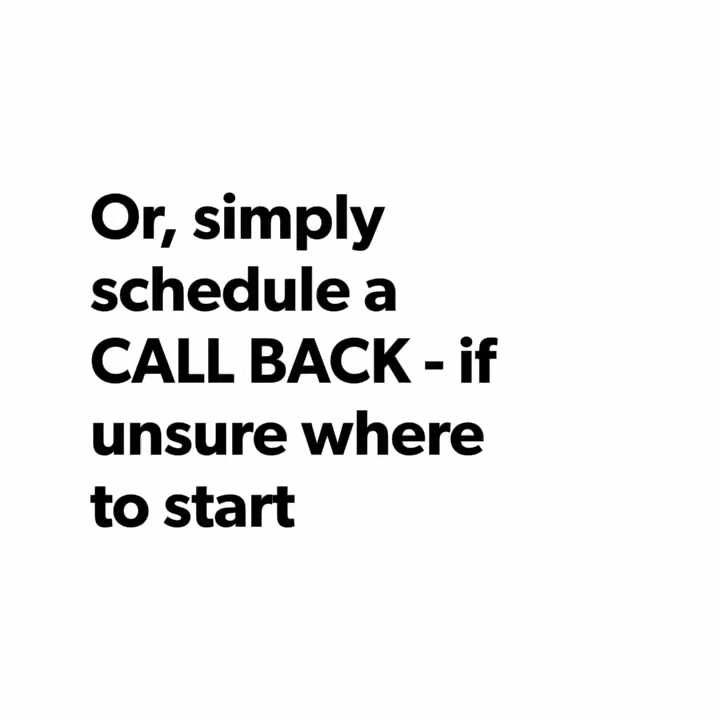 Or, simply
schedule a
CALL BACK - if
unsure where
to start